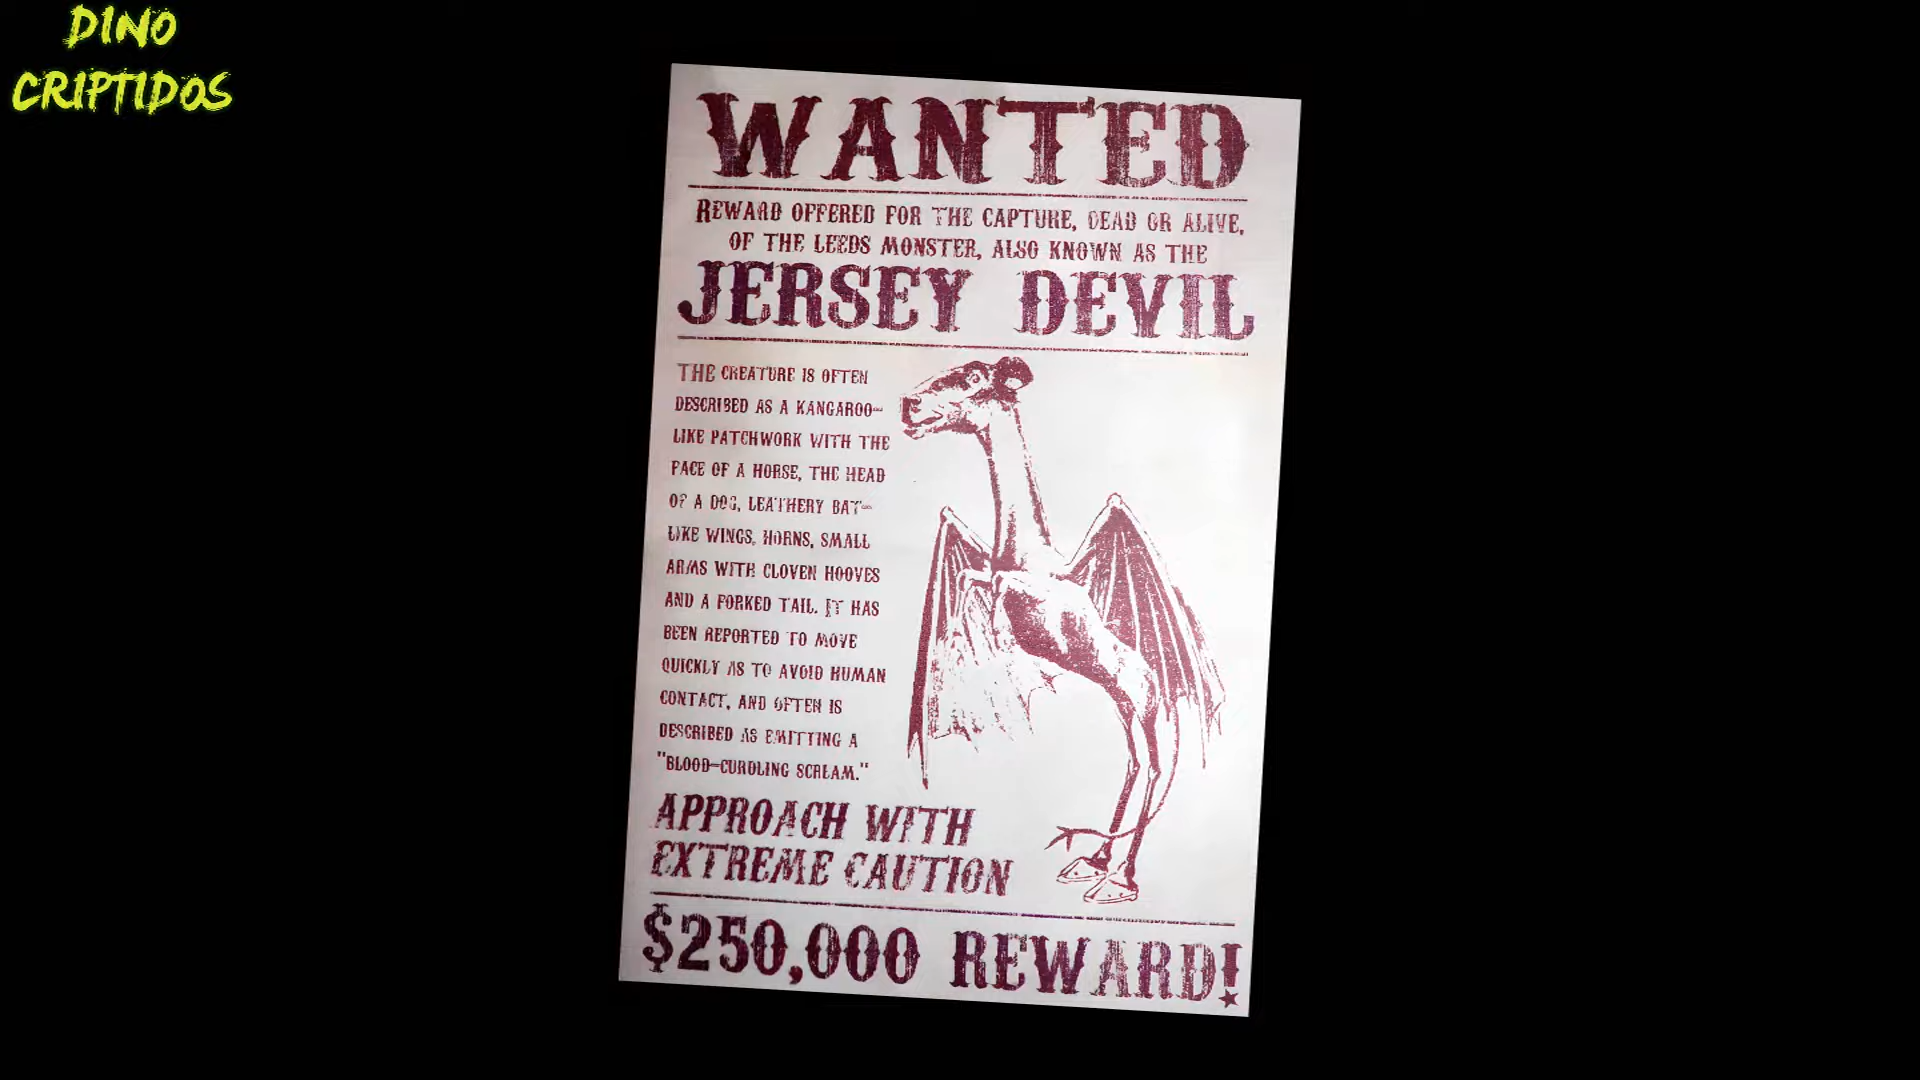 DINO
CRIPTIDOS
WANTED
REWARD OFFERED FOR THE CAPTURE, DEAD OR ALIVE,
OF THE LEEDS MONSTER, ALSO KNOWN AS THE
JERSEY DEVIL
THE CREATURE IS OFTEN
DESCRIBED AS A KANGAROO-
LIKE PATCHWORK WITH THE
FACE OF A HORSE, THE HEAD
OF A DOG, LEATHERY BAT-
LIKE WINGS, HORNS, SMALL
ARMS WITH CLOVEN HOOVES
AND A FORKED TAIL. IT HAS
BEEN REPORTED TO MOVE
QUICKLY AS TO AVOID HUMAN
CONTACT, AND OFTEN IS
DESCRIBED AS EMITTING A
"BLOOD-CURDLING SCREAM."
APPROACH WITH
EXTREME CAUTION
$250,000 REWARD!